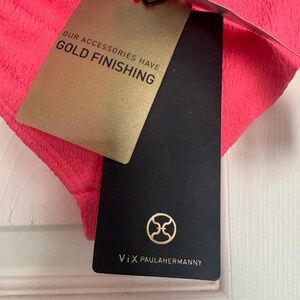 OUR ACCESSORIES HAVE
GOLD FINISHING
ViX PAULAHERMANNY